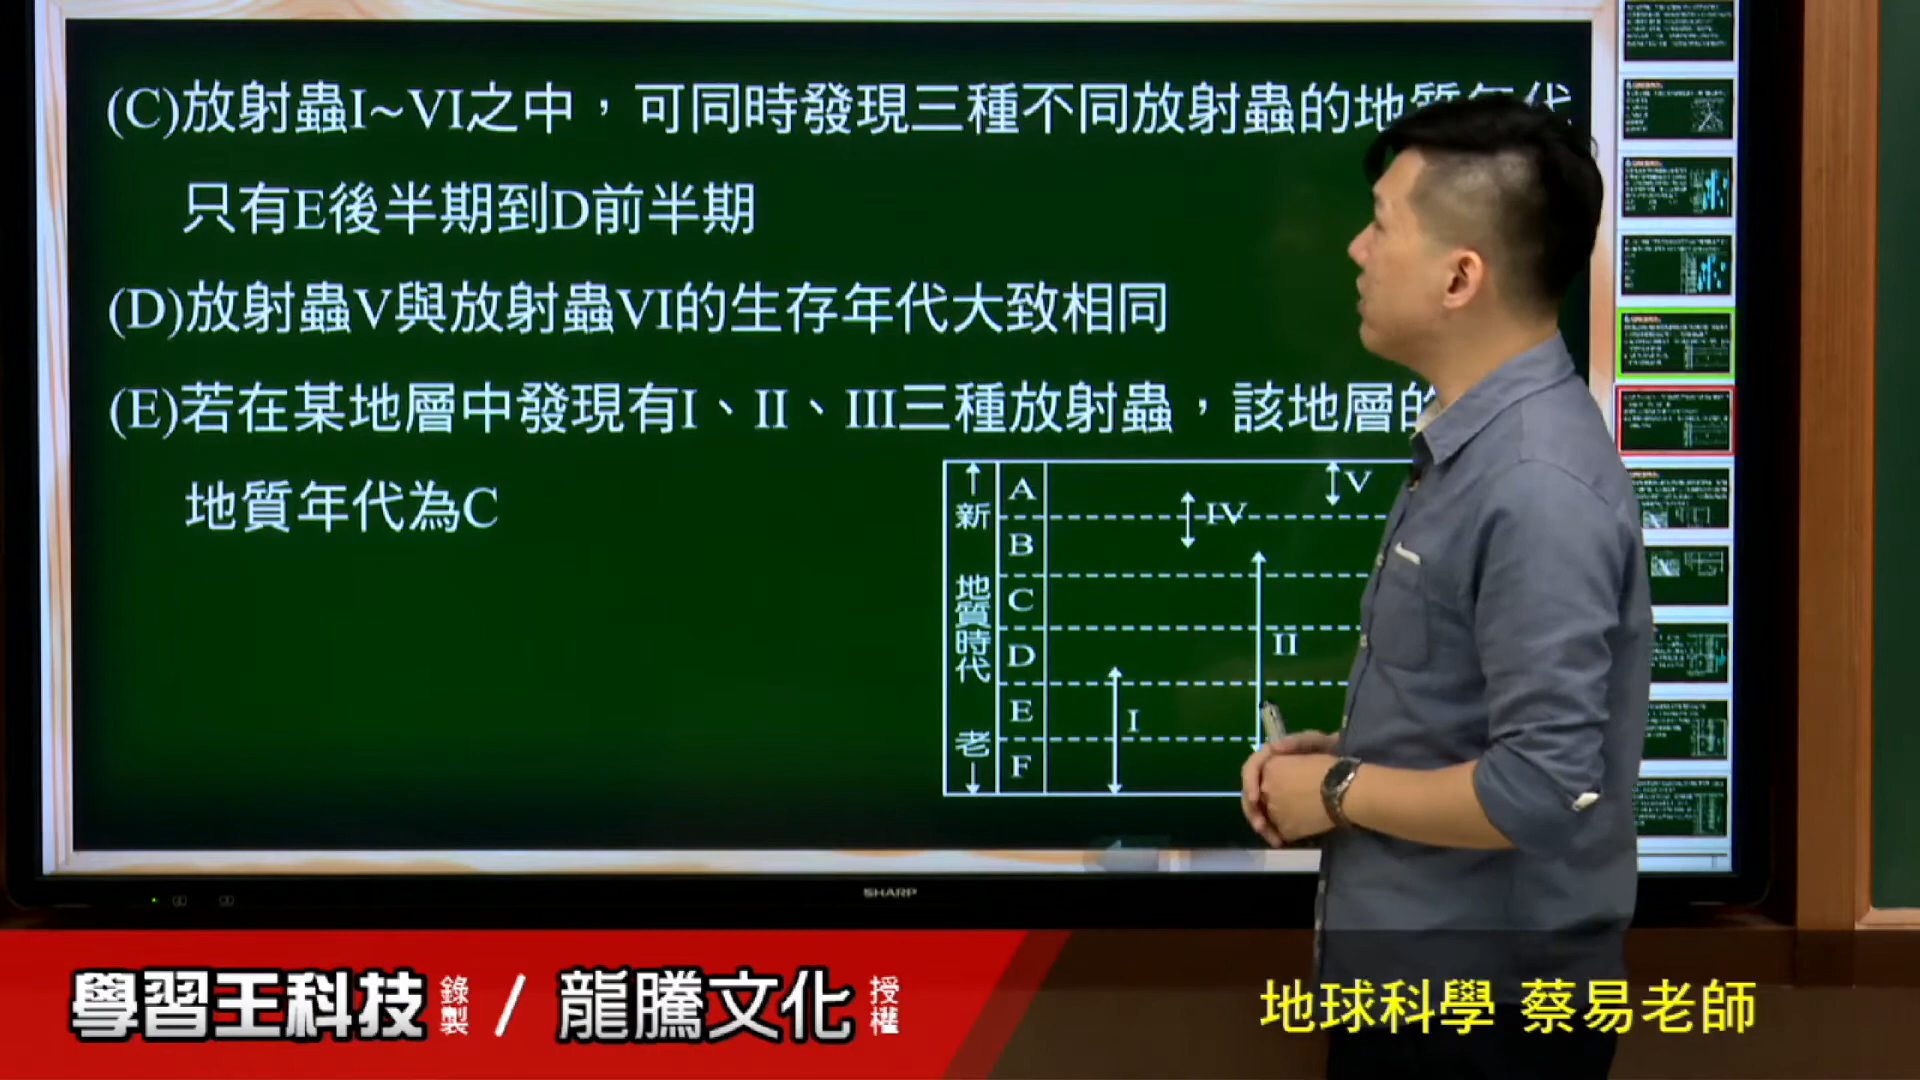 (C)放射蟲I~VI之中,可同時發現三種不同放射蟲的地質年代
只有E後半期到D前半期
(D)放射蟲V與放射蟲VI的生存年代大致相同
(E)若在某地層中發現有I、II、III三種放射蟲,該地層的
地質年代為C
新
地質時代
老
A
B
C
D
E
F
I
II
IV
V
SHARP
學習王科技 錄製 / 龍騰文化 授權
地球科學 蔡易老師